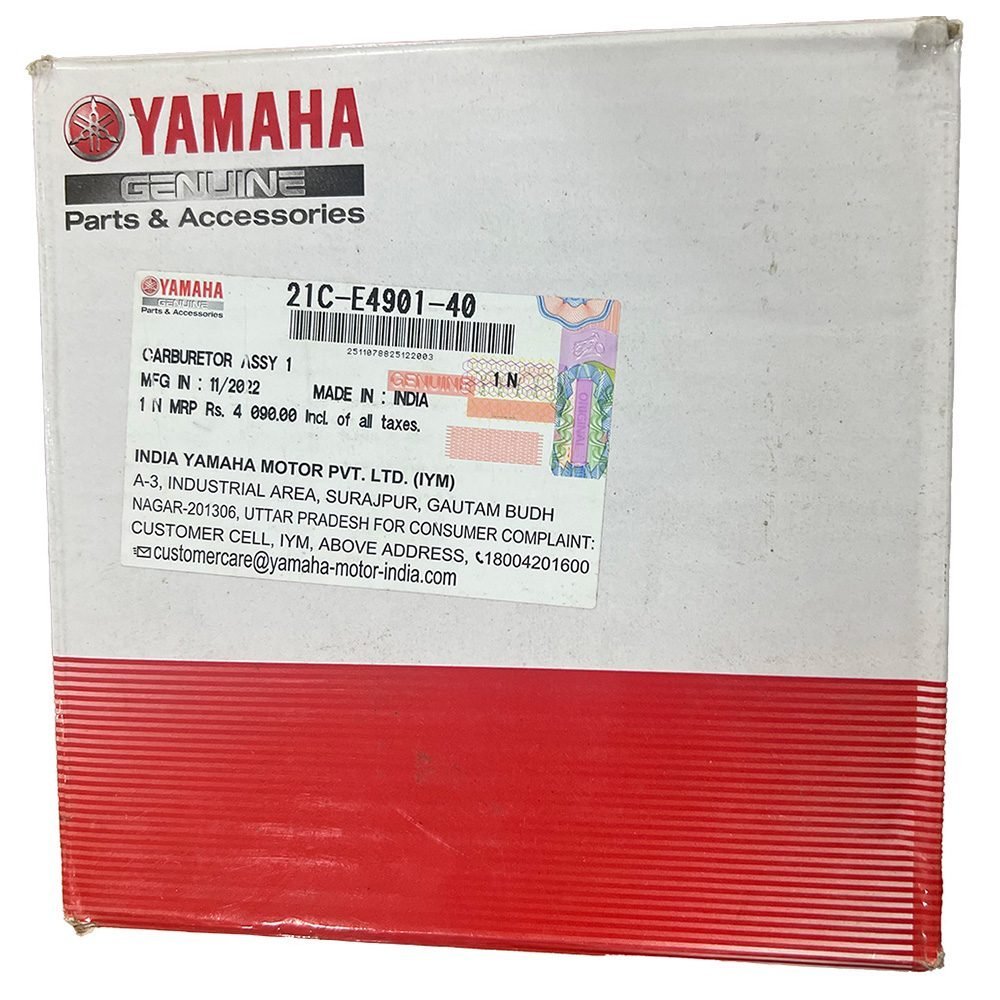 YAMAHA
GENUINE
Parts & Accessories
YAMAHA
GENUINE
Parts & Accessories
21C-E4901-40
2511078825122003
CARBURETOR ASSY 1
GENUINE
1 N
MFG IN : 11/2022
MADE IN : INDIA
1 N MRP Rs. 4 090.00 Incl. of all taxes.
ORIGINAL
INDIA YAMAHA MOTOR PVT. LTD. (IYM)
A-3, INDUSTRIAL AREA, SURAJPUR, GAUTAM BUDH
NAGAR-201306, UTTAR PRADESH FOR CONSUMER COMPLAINT:
CUSTOMER CELL, IYM, ABOVE ADDRESS, 18004201600
customercare@yamaha-motor-india.com